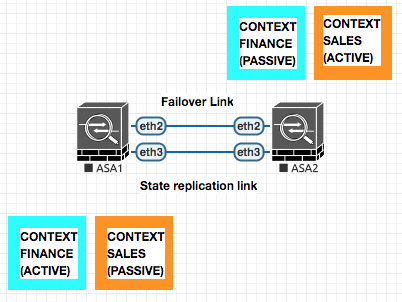 CONTEXT
FINANCE
(PASSIVE)
CONTEXT
SALES
(ACTIVE)
Failover Link
eth2
eth2
eth3
eth3
ASA1
ASA2
State replication link
CONTEXT
FINANCE
(ACTIVE)
CONTEXT
SALES
(PASSIVE)